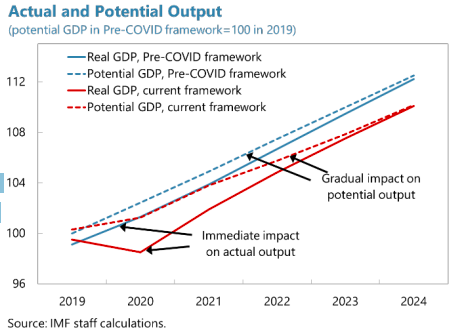 Actual and Potential Output
(potential GDP in Pre-COVID framework=100 in 2019)
Real GDP, Pre-COVID framework
Potential GDP, Pre-COVID framework
Real GDP, current framework
Potential GDP, current framework
112
108
104
100
96
Gradual impact on
potential output
Immediate impact
on actual output
2019 2020 2021 2022 2023 2024
Source: IMF staff calculations.